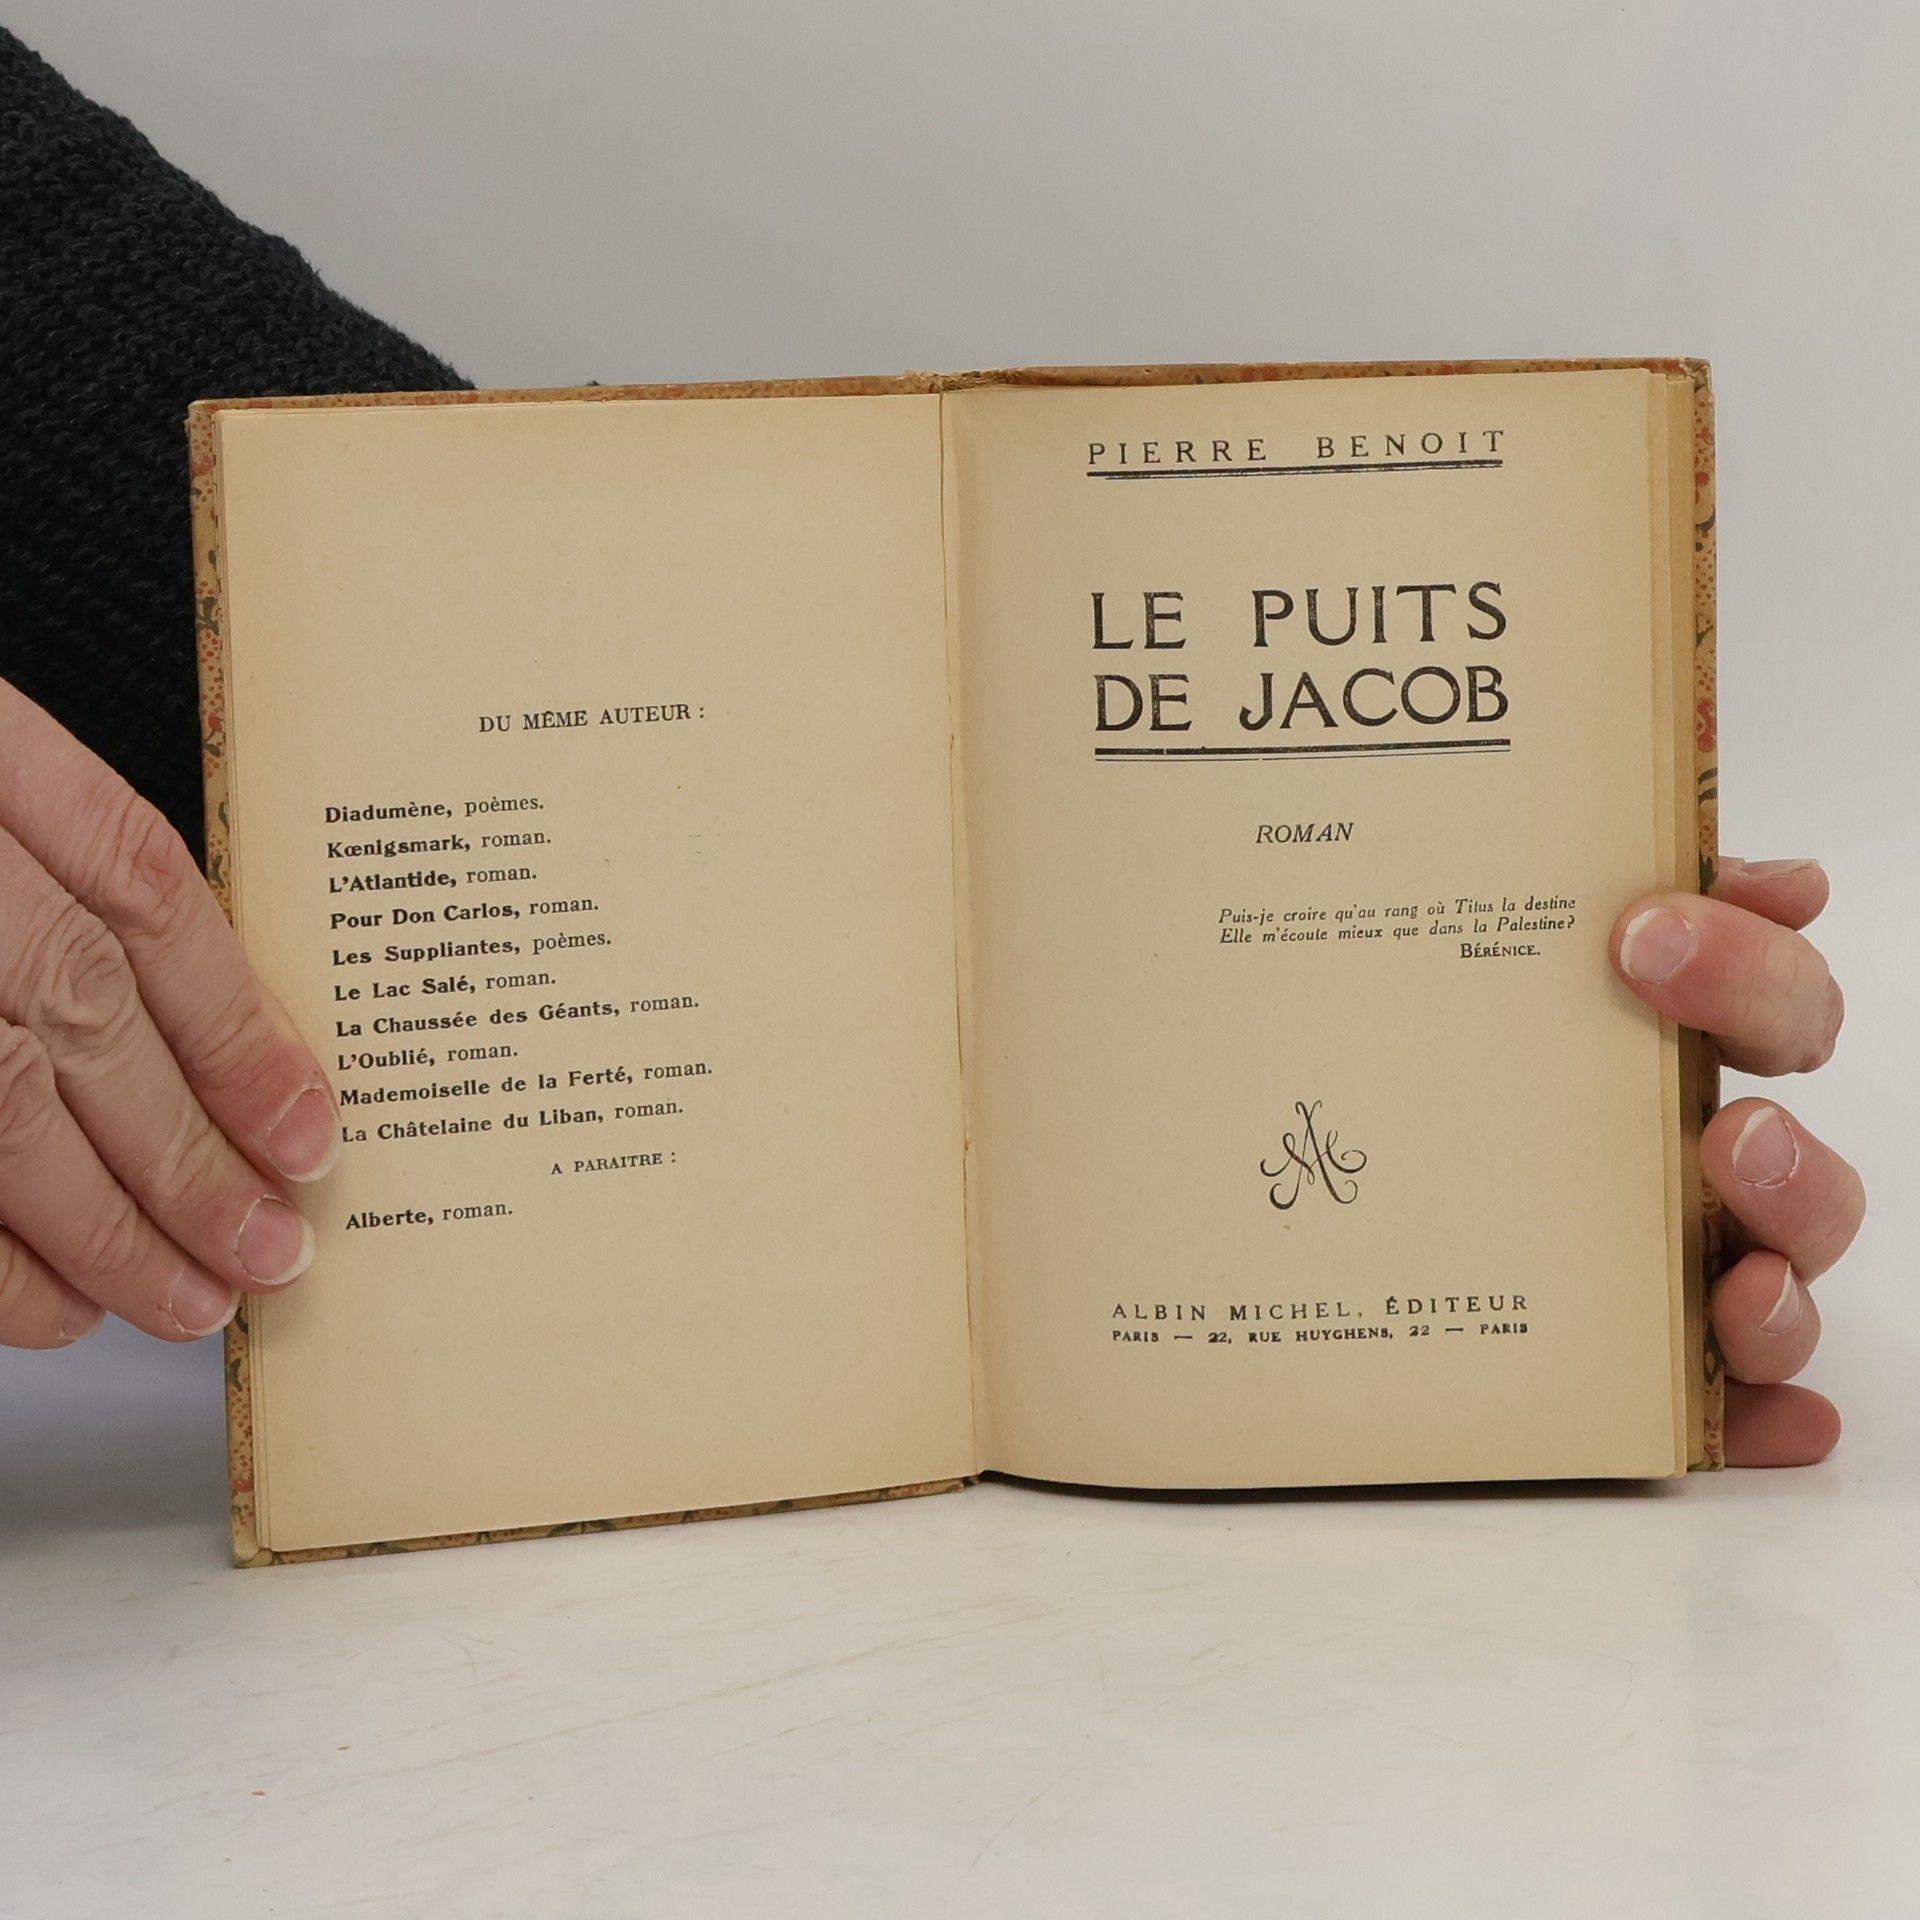 DU MÊME AUTEUR :
Diadumène, poèmes.
Kœnigsmark, roman.
L'Atlantide, roman.
Pour Don Carlos, roman.
Les Suppliantes, poèmes.
Le Lac Salé, roman.
La Chaussée des Géants, roman.
L'Oublié, roman.
Mademoiselle de la Ferté, roman.
La Châtelaine du Liban, roman.
A PARAITRE :
Alberte, roman.
PIERRE BENOIT
LE PUITS
DE JACOB
ROMAN
Puis-je croire qu'au rang où Titus la destine
Elle m'écoute mieux que dans la Palestine?
BÉRÉNICE.
AM
ALBIN MICHEL, ÉDITEUR
PARIS — 22, RUE HUYGHENS, 22 — PARIS